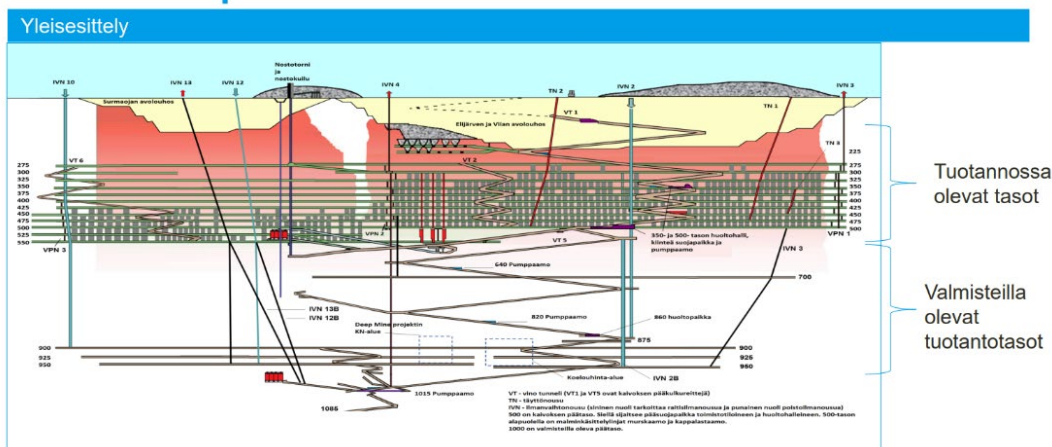 Yleisesittely
Nostotorni
ja
nostokuilu
IVN 10
IVN 13
IVN 12
IVN 4
TN 2
IVN 2
TN 1
IVN 3
Surmaojan avolouhos
VT 1
Elijärven ja Viian avolouhos
TN 3
225
VT 6
VT 2
275
300
325
350
375
400
425
450
475
500
525
550
275
300
325
350
375
400
425
450
475
500
VPN 3
VPN 2
VT 5
VPN 1
350- ja 500- tason huoltohalli,
kiinteä suojapaikka ja
pumppaamo
IVN 3
640 Pumppaamo
700
IVN 13B
IVN 12B
Deep Mine projektin
KN-alue
820 Pumppaamo
860 huoltopaikka
875
900
925
950
900
925
950
Koelouhinta-alue
IVN 2B
1015 Pumppaamo
1085
VT - vino tunneli (VT1 ja VT5 ovat kaivoksen pääkulkureittejä)
TN - täyttönousu
IVN - ilmanvaihtonousu (sininen nuoli tarkoittaa raitisilmanousua ja punainen nuoli poistoilmanousua)
500 on kaivoksen päätaso. Siellä sijaitsee pääsuojapaikka toimistotiloineen ja huoltohalleineen. 500-tason
alapuolella on malminkäsittelylinjat murskaamo ja kappalastaamo.
1000 on valmisteilla oleva päätaso.
Tuotannossa
olevat tasot
Valmisteilla
olevat
tuotantotasot